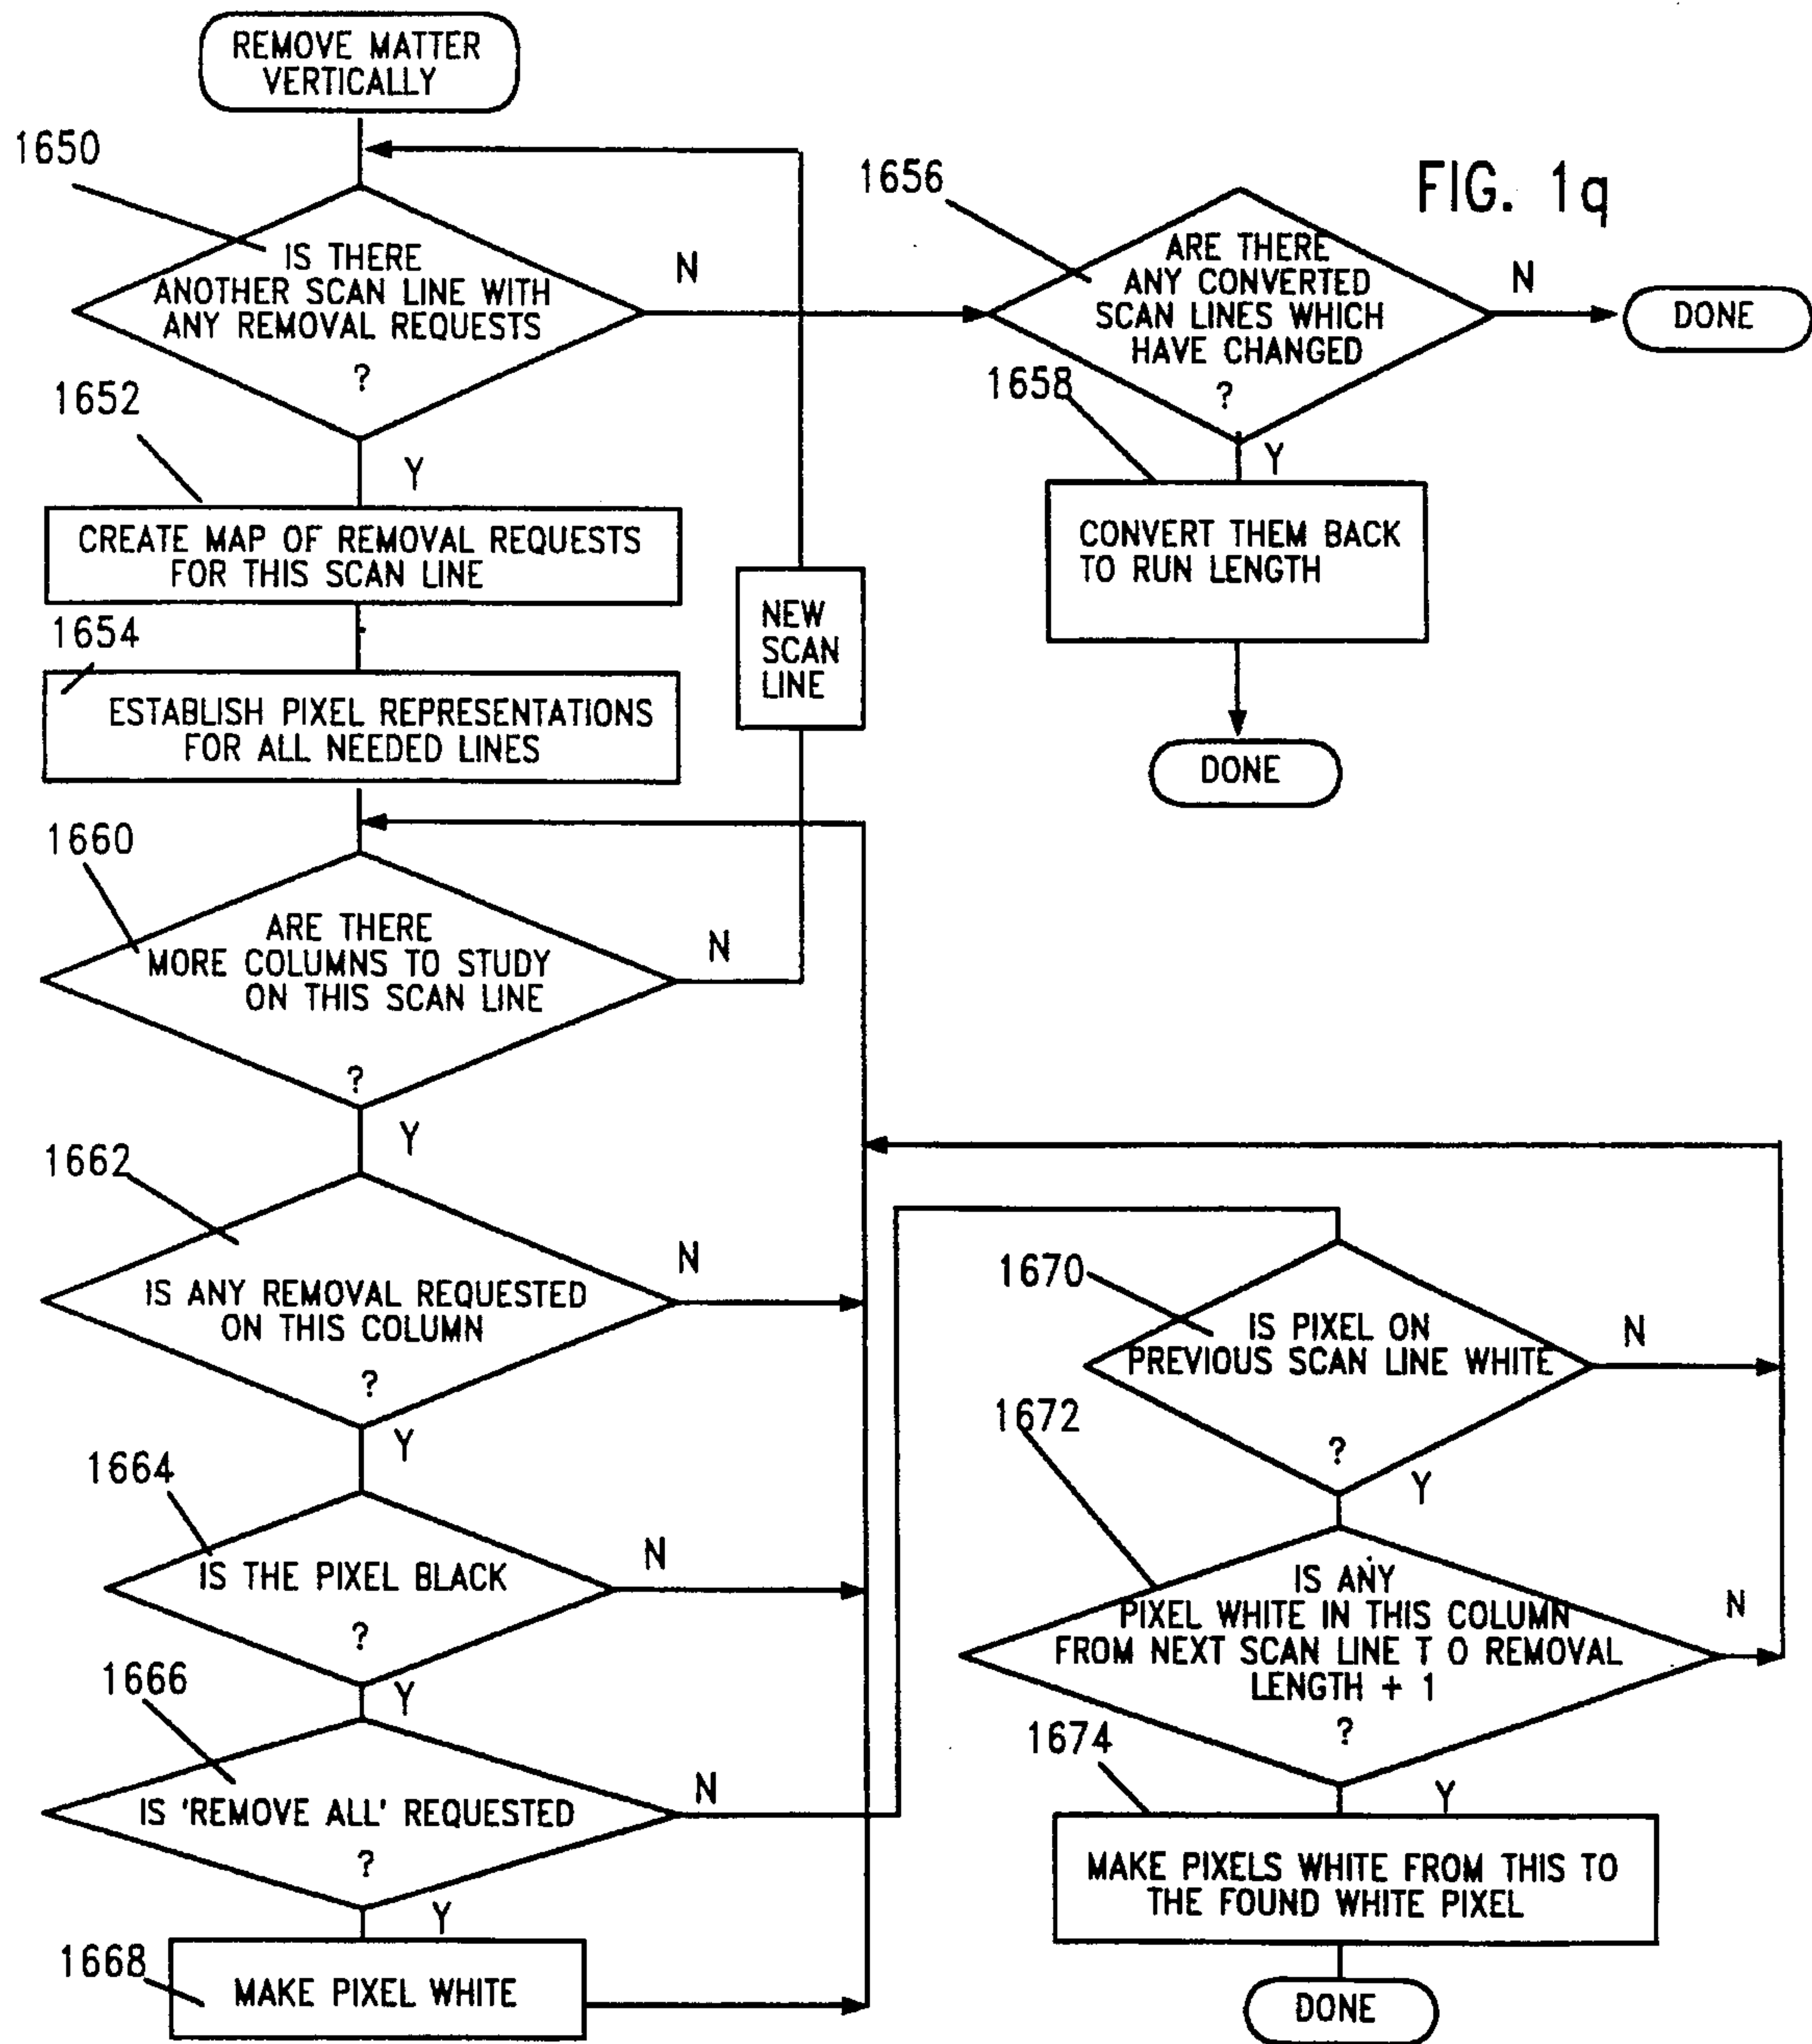 REMOVE MATTER
VERTICALLY
1650
IS THERE
ANOTHER SCAN LINE WITH
ANY REMOVAL REQUESTS
?
N
Y
1656
FIG. 1q
ARE THERE
ANY CONVERTED
SCAN LINES WHICH
HAVE CHANGED
?
N
DONE
Y
1658
CONVERT THEM BACK
TO RUN LENGTH
DONE
1652
CREATE MAP OF REMOVAL REQUESTS
FOR THIS SCAN LINE
1654
ESTABLISH PIXEL REPRESENTATIONS
FOR ALL NEEDED LINES
NEW
SCAN
LINE
1660
ARE THERE
MORE COLUMNS TO STUDY
ON THIS SCAN LINE
?
N
Y
1662
IS ANY REMOVAL REQUESTED
ON THIS COLUMN
?
N
Y
1664
IS THE PIXEL BLACK
?
N
Y
1666
IS 'REMOVE ALL' REQUESTED
?
N
Y
1668
MAKE PIXEL WHITE
1670
IS PIXEL ON
PREVIOUS SCAN LINE WHITE
?
N
Y
1672
IS ANY
PIXEL WHITE IN THIS COLUMN
FROM NEXT SCAN LINE T O REMOVAL
LENGTH + 1
?
N
Y
1674
MAKE PIXELS WHITE FROM THIS TO
THE FOUND WHITE PIXEL
DONE